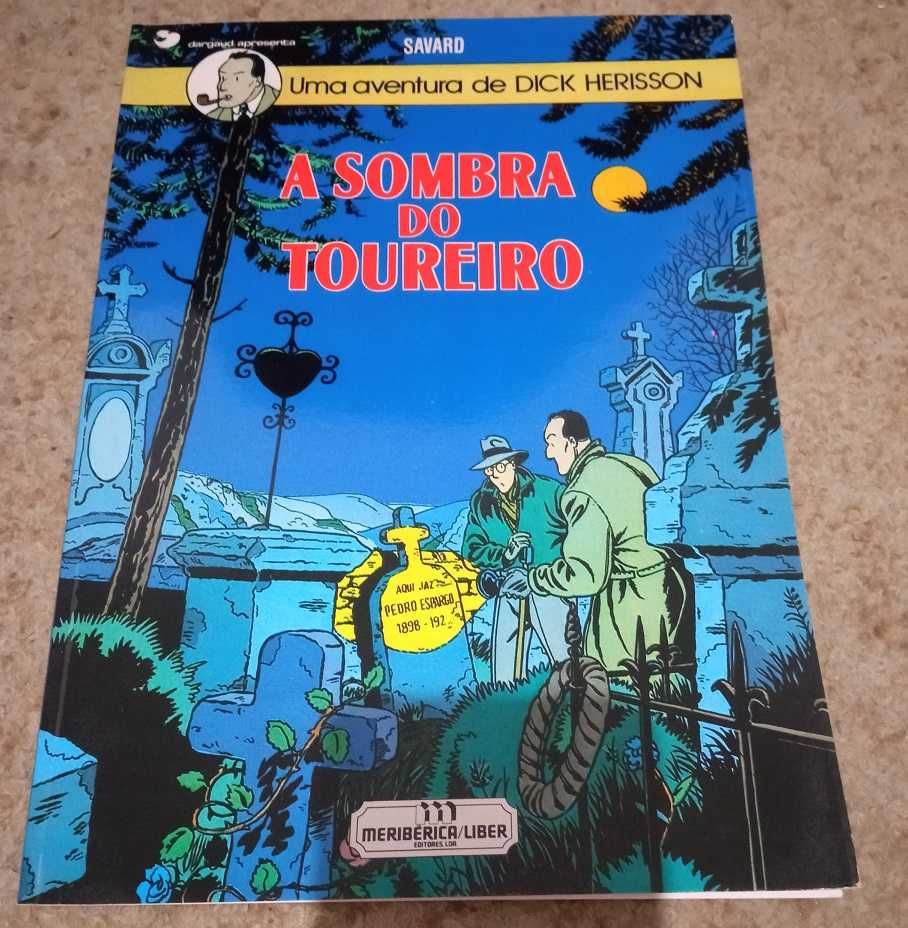 dargaud apresenta
SAVARD
Uma aventura de DICK HERISSON
A SOMBRA
DO
TOUREIRO
AQUI JAZ
PEDRO ESPARGO
1898 - 192
m
MERIBÉRICA/LIBER
EDITORES, LDA.